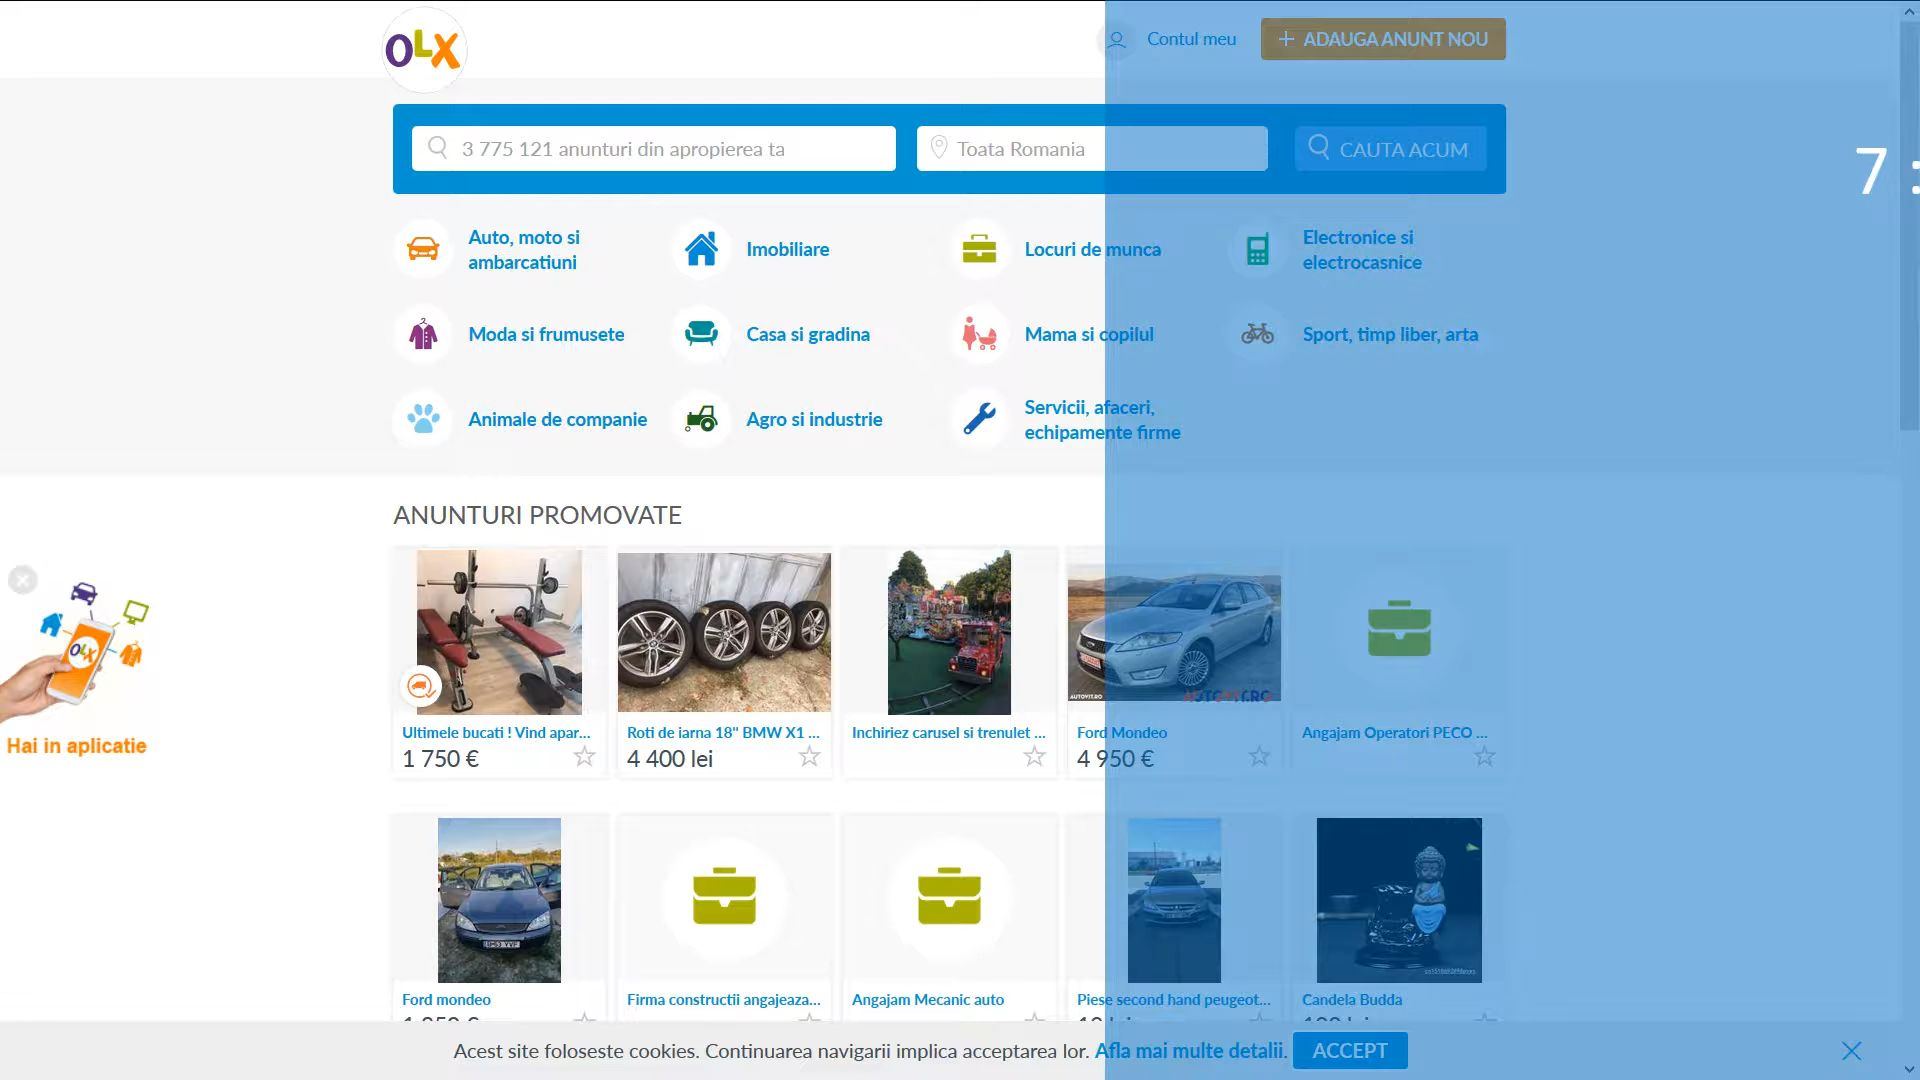 OLX
Contul meu
+ ADAUGA ANUNT NOU
3 775 121 anunturi din apropierea ta
Toata Romania
CAUTA ACUM
7 :
Auto, moto si
ambarcatiuni
Imobiliare
Locuri de munca
Electronice si
electrocasnice
Moda si frumusete
Casa si gradina
Mama si copilul
Sport, timp liber, arta
Animale de companie
Agro si industrie
Servicii, afaceri,
echipamente firme
ANUNTURI PROMOVATE
OLX
Hai in aplicatie
AUTOVIT.RO
AUTOVIT.RO
Ultimele bucati ! Vind apar...
1 750 €
Roti de iarna 18'' BMW X1 ...
4 400 lei
Inchiriez carusel si trenulet ...
Ford Mondeo
4 950 €
Angajam Operatori PECO ...
Ford mondeo
Firma constructii angajeaza...
Angajam Mecanic auto
Piese second hand peugeot...
Candela Budda
Acest site foloseste cookies. Continuarea navigarii implica acceptarea lor. Afla mai multe detalii.
ACCEPT